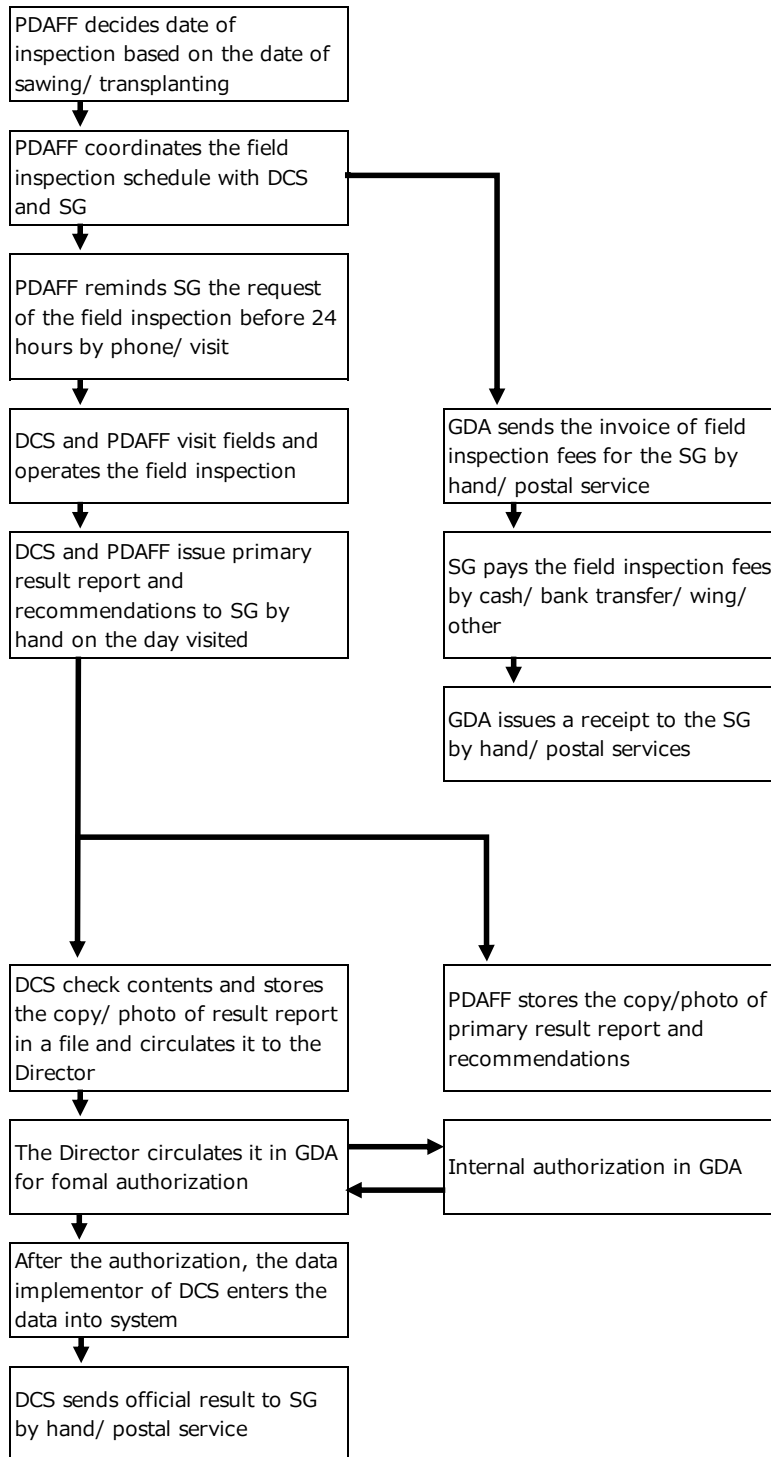 PDAFF decides date of
inspection based on the date of
sawing/ transplanting
PDAFF coordinates the field
inspection schedule with DCS
and SG
PDAFF reminds SG the request
of the field inspection before 24
hours by phone/ visit
DCS and PDAFF visit fields and
operates the field inspection
GDA sends the invoice of field
inspection fees for the SG by
hand/ postal service
DCS and PDAFF issue primary
result report and
recommendations to SG by
hand on the day visited
SG pays the field inspection fees
by cash/ bank transfer/ wing/
other
GDA issues a receipt to the SG
by hand/ postal services
DCS check contents and stores
the copy/ photo of result report
in a file and circulates it to the
Director
PDAFF stores the copy/photo of
primary result report and
recommendations
The Director circulates it in GDA
for fomal authorization
Internal authorization in GDA
After the authorization, the data
implementor of DCS enters the
data into system
DCS sends official result to SG
by hand/ postal service